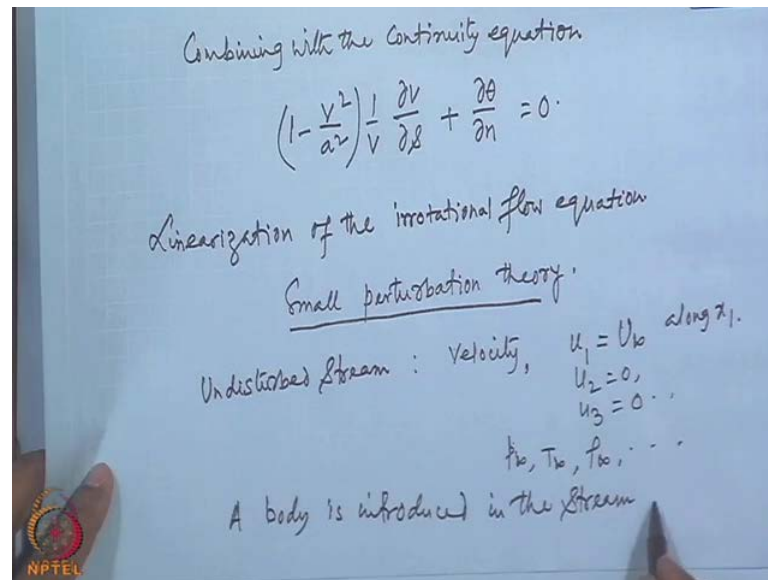 Combining with the Continuity equation
(1 - V²/a²) 1/V ∂V/∂s + ∂θ/∂n = 0.
Linearization of the irrotational flow equation
Small perturbation theory.
Undisturbed Stream : Velocity, u₁ = U∞ along x₁.
u₂ = 0,
u₃ = 0 . .
p∞, T∞, ρ∞, . . .
A body is introduced in the Stream
NPTEL